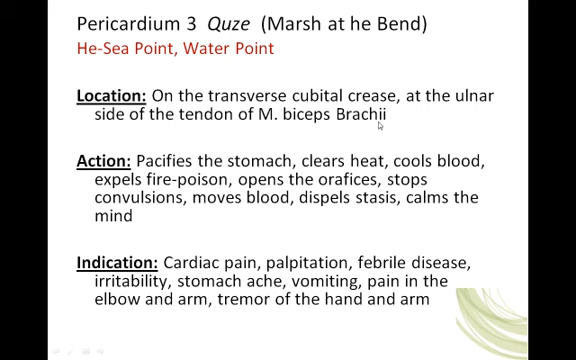 Pericardium 3 Quze (Marsh at he Bend)
He-Sea Point, Water Point
Location: On the transverse cubital crease, at the ulnar
side of the tendon of M. biceps Brachii
Action: Pacifies the stomach, clears heat, cools blood,
expels fire-poison, opens the orafices, stops
convulsions, moves blood, dispels stasis, calms the
mind
Indication: Cardiac pain, palpitation, febrile disease,
irritability, stomach ache, vomiting, pain in the
elbow and arm, tremor of the hand and arm